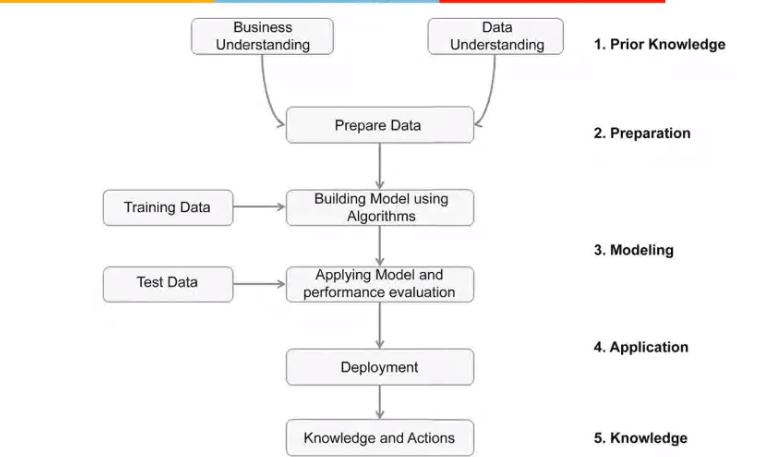 Business
Understanding
Data
Understanding
1. Prior Knowledge
Prepare Data
2. Preparation
Training Data
Building Model using
Algorithms
3. Modeling
Test Data
Applying Model and
performance evaluation
4. Application
Deployment
Knowledge and Actions
5. Knowledge